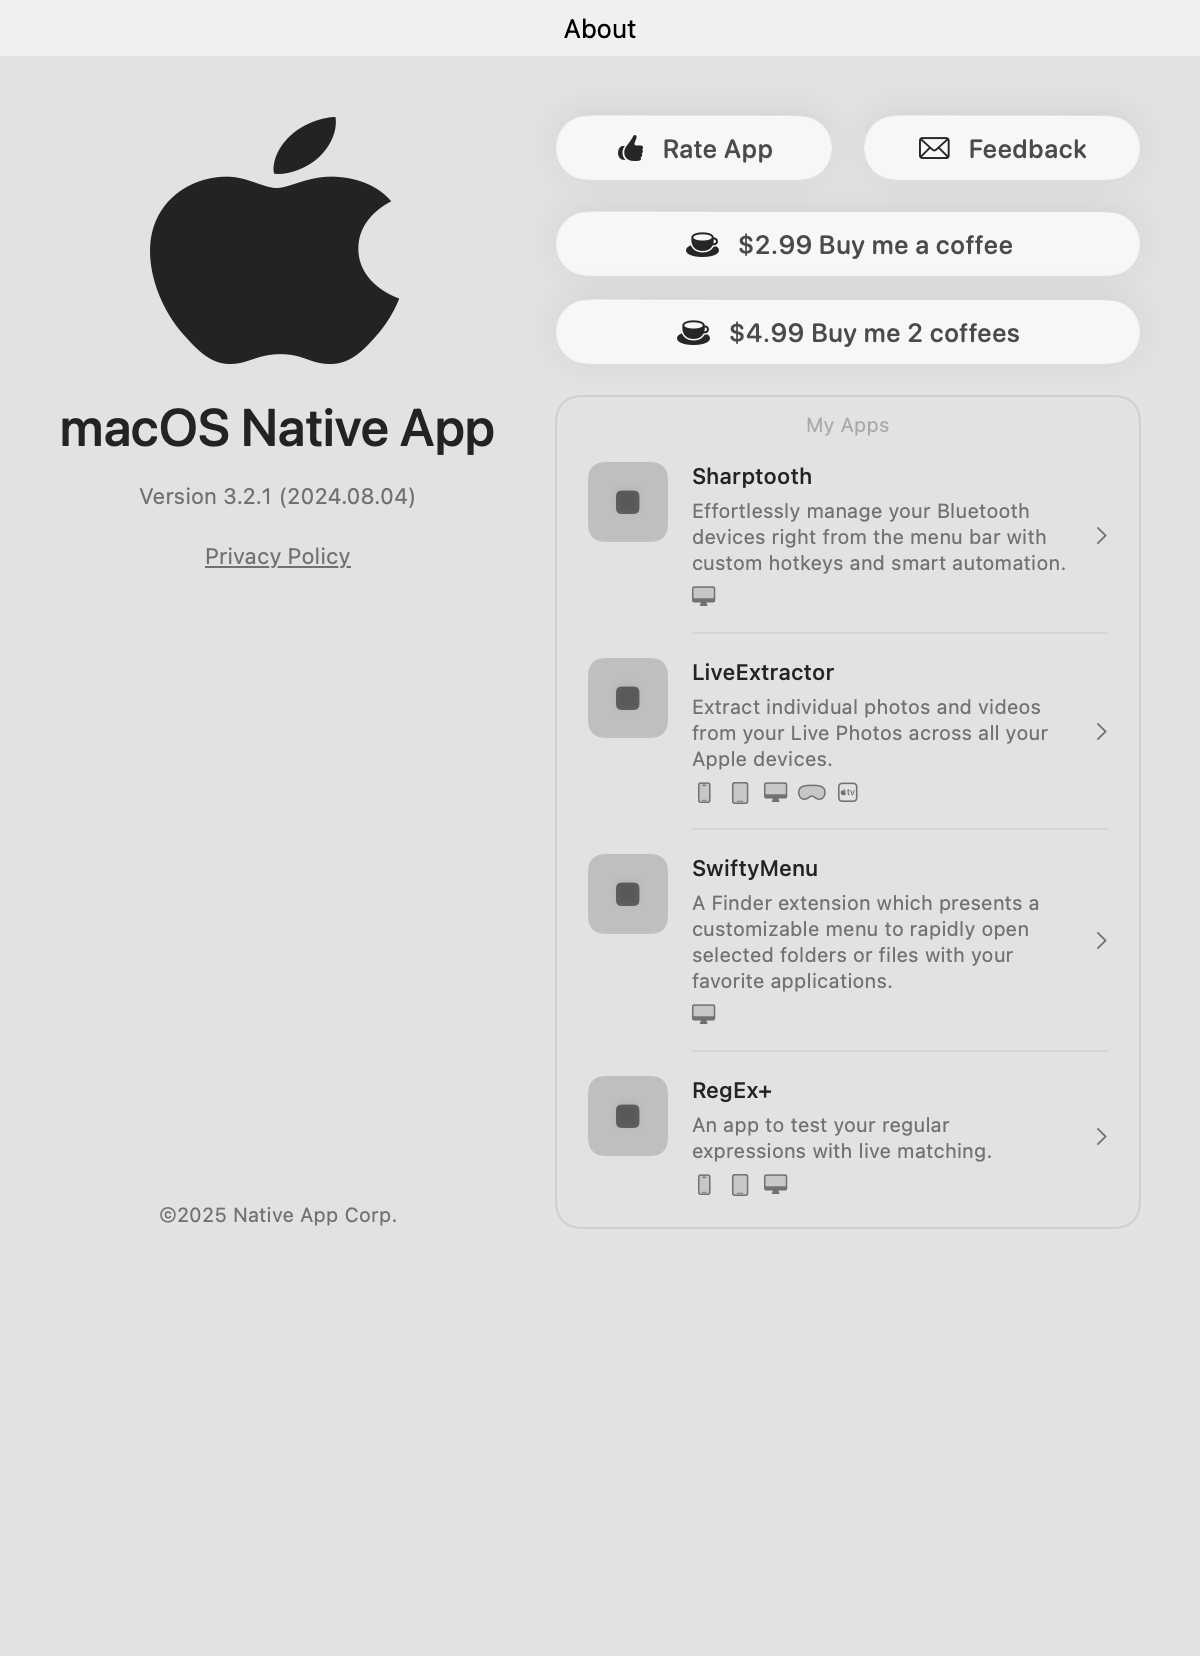 About
macOS Native App
Version 3.2.1 (2024.08.04)
Privacy Policy
©2025 Native App Corp.
Rate App
Feedback
$2.99 Buy me a coffee
$4.99 Buy me 2 coffees
My Apps
Sharptooth
Effortlessly manage your Bluetooth
devices right from the menu bar with
custom hotkeys and smart automation.
LiveExtractor
Extract individual photos and videos
from your Live Photos across all your
Apple devices.
tv
SwiftyMenu
A Finder extension which presents a
customizable menu to rapidly open
selected folders or files with your
favorite applications.
RegEx+
An app to test your regular
expressions with live matching.